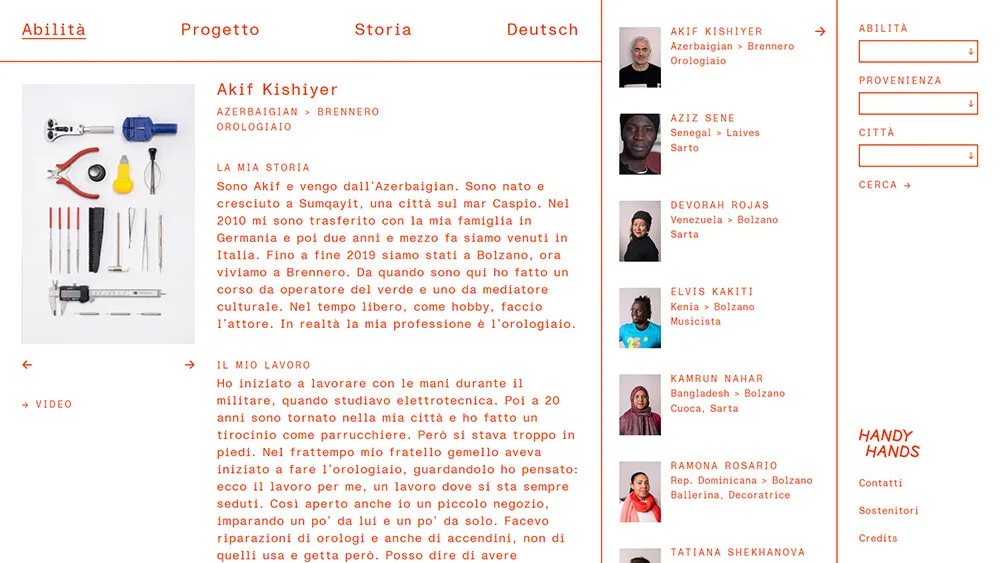 Abilità
Progetto
Storia
Deutsch
Akif Kishiyer
AZERBAIGIAN > BRENNERO
OROLOGIAIO
LA MIA STORIA
Sono Akif e vengo dall’Azerbaigian. Sono nato e
cresciuto a Sumqayit, una città sul mar Caspio. Nel
2010 mi sono trasferito con la mia famiglia in
Germania e poi due anni e mezzo fa siamo venuti in
Italia. Fino a fine 2019 siamo stati a Bolzano, ora
viviamo a Brennero. Da quando sono qui ho fatto un
corso da operatore del verde e uno da mediatore
culturale. Nel tempo libero, come hobby, faccio
l’attore. In realtà la mia professione è l’orologiaio.
← →
→ VIDEO
IL MIO LAVORO
Ho iniziato a lavorare con le mani durante il
militare, quando studiavo elettrotecnica. Poi a 20
anni sono tornato nella mia città e ho fatto un
tirocinio come parrucchiere. Però si stava troppo in
piedi. Nel frattempo mio fratello gemello aveva
iniziato a fare l’orologiaio, guardandolo ho pensato:
ecco il lavoro per me, un lavoro dove si sta sempre
seduti. Così aperto anche io un piccolo negozio,
imparando un po’ da lui e un po’ da solo. Facevo
riparazioni di orologi e anche di accendini, non di
quelli usa e getta però. Posso dire di avere
AKIF KISHIYER →
Azerbaigian > Brennero
Orologiaio
AZIZ SENE
Senegal > Laives
Sarto
DEVORAH ROJAS
Venezuela > Bolzano
Sarta
ELVIS KAKITI
Kenia > Bolzano
Musicista
KAMRUN NAHAR
Bangladesh > Bolzano
Cuoca, Sarta
RAMONA ROSARIO
Rep. Dominicana > Bolzano
Ballerina, Decoratrice
TATIANA SHEKHANOVA
ABILITÀ
↓
PROVENIENZA
↓
CITTÀ
↓
CERCA →
HANDY
HANDS
Contatti
Sostenitori
Credits